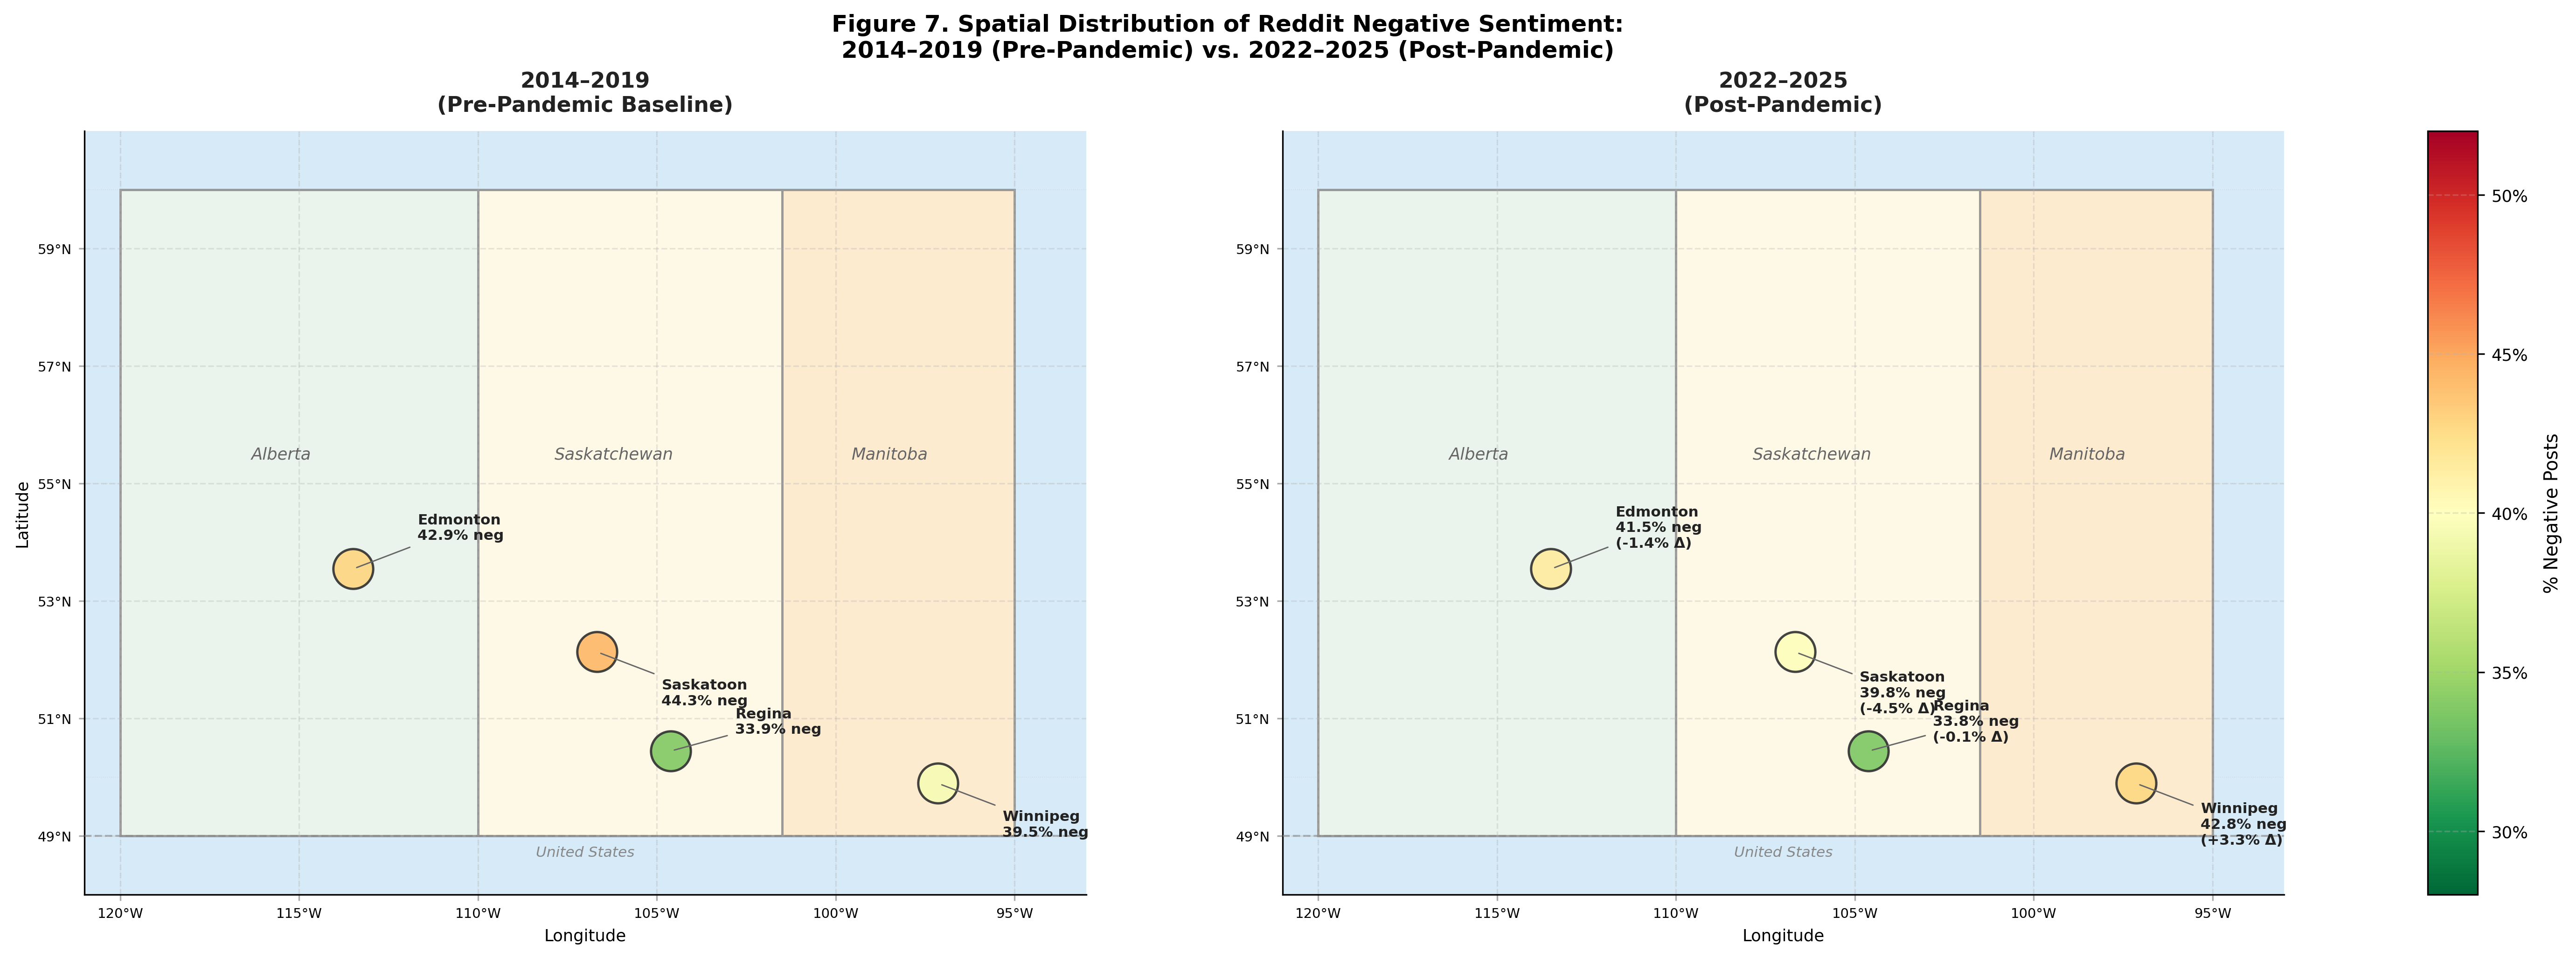 Figure 7. Spatial Distribution of Reddit Negative Sentiment:
2014–2019 (Pre-Pandemic) vs. 2022–2025 (Post-Pandemic)
2014–2019
(Pre-Pandemic Baseline)
Latitude
59°N
57°N
55°N
53°N
51°N
49°N
Alberta
Saskatchewan
Manitoba
Edmonton
42.9% neg
Saskatoon
44.3% neg
Regina
33.9% neg
Winnipeg
39.5% neg
United States
120°W
115°W
110°W
105°W
100°W
95°W
Longitude
2022–2025
(Post-Pandemic)
59°N
57°N
55°N
53°N
51°N
49°N
Alberta
Saskatchewan
Manitoba
Edmonton
41.5% neg
(-1.4% Δ)
Saskatoon
39.8% neg
(-4.5% Δ)
Regina
33.8% neg
(-0.1% Δ)
Winnipeg
42.8% neg
(+3.3% Δ)
United States
120°W
115°W
110°W
105°W
100°W
95°W
Longitude
50%
45%
40%
35%
30%
% Negative Posts